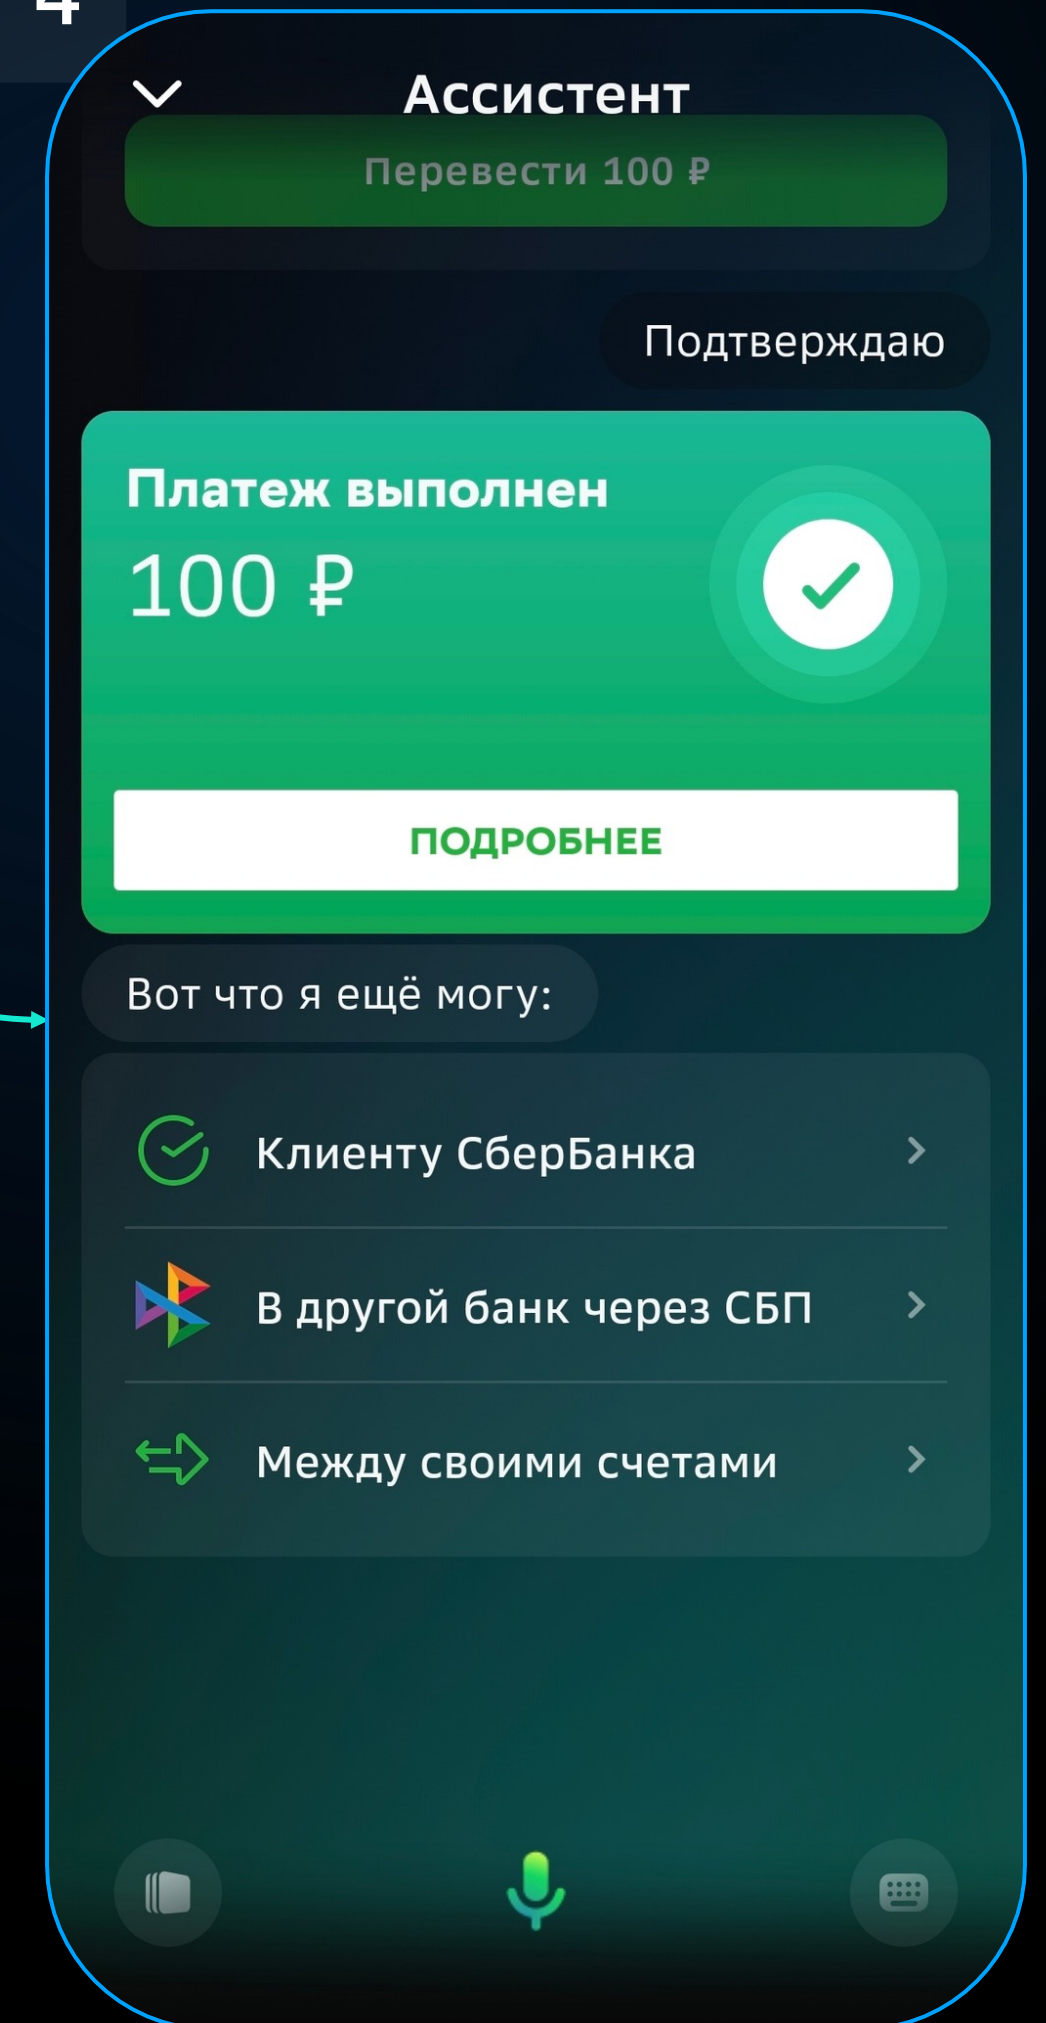 4
Ассистент
Перевести 100 ₽
Подтверждаю
Платеж выполнен
100 ₽
ПОДРОБНЕЕ
Вот что я ещё могу:
Клиенту СберБанка
В другой банк через СБП
Между своими счетами